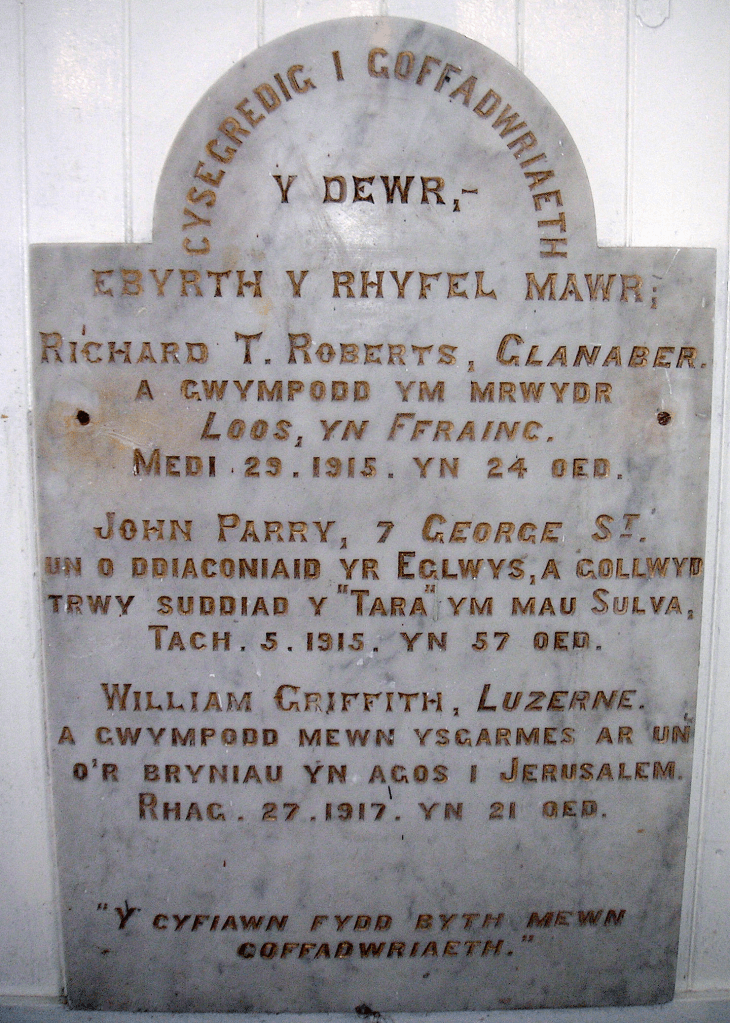 CYSEGREDIG I GOFFADWRIAETH
Y DEWR,-
EBYRTH Y RHYFEL MAWR;
RICHARD T. ROBERTS, GLANABER.
A GWYMPODD YM MRWYDR
LOOS, YN FFRAINC.
MEDI 29. 1915. YN 24 OED.
JOHN PARRY, 7 GEORGE ST.
UN O DDIACONIAID YR EGLWYS, A GOLLWYD
TRWY SUDDIAD Y "TARA" YM MAU SULVA,
TACH. 5. 1915. YN 57 OED.
WILLIAM GRIFFITH, LUZERNE.
A GWYMPODD MEWN YSGARMES AR UN
O'R BRYNIAU YN AGOS I JERUSALEM.
RHAG. 27. 1917. YN 21 OED.
"Y CYFIAWN FYDD BYTH MEWN
GOFFADWRIAETH."